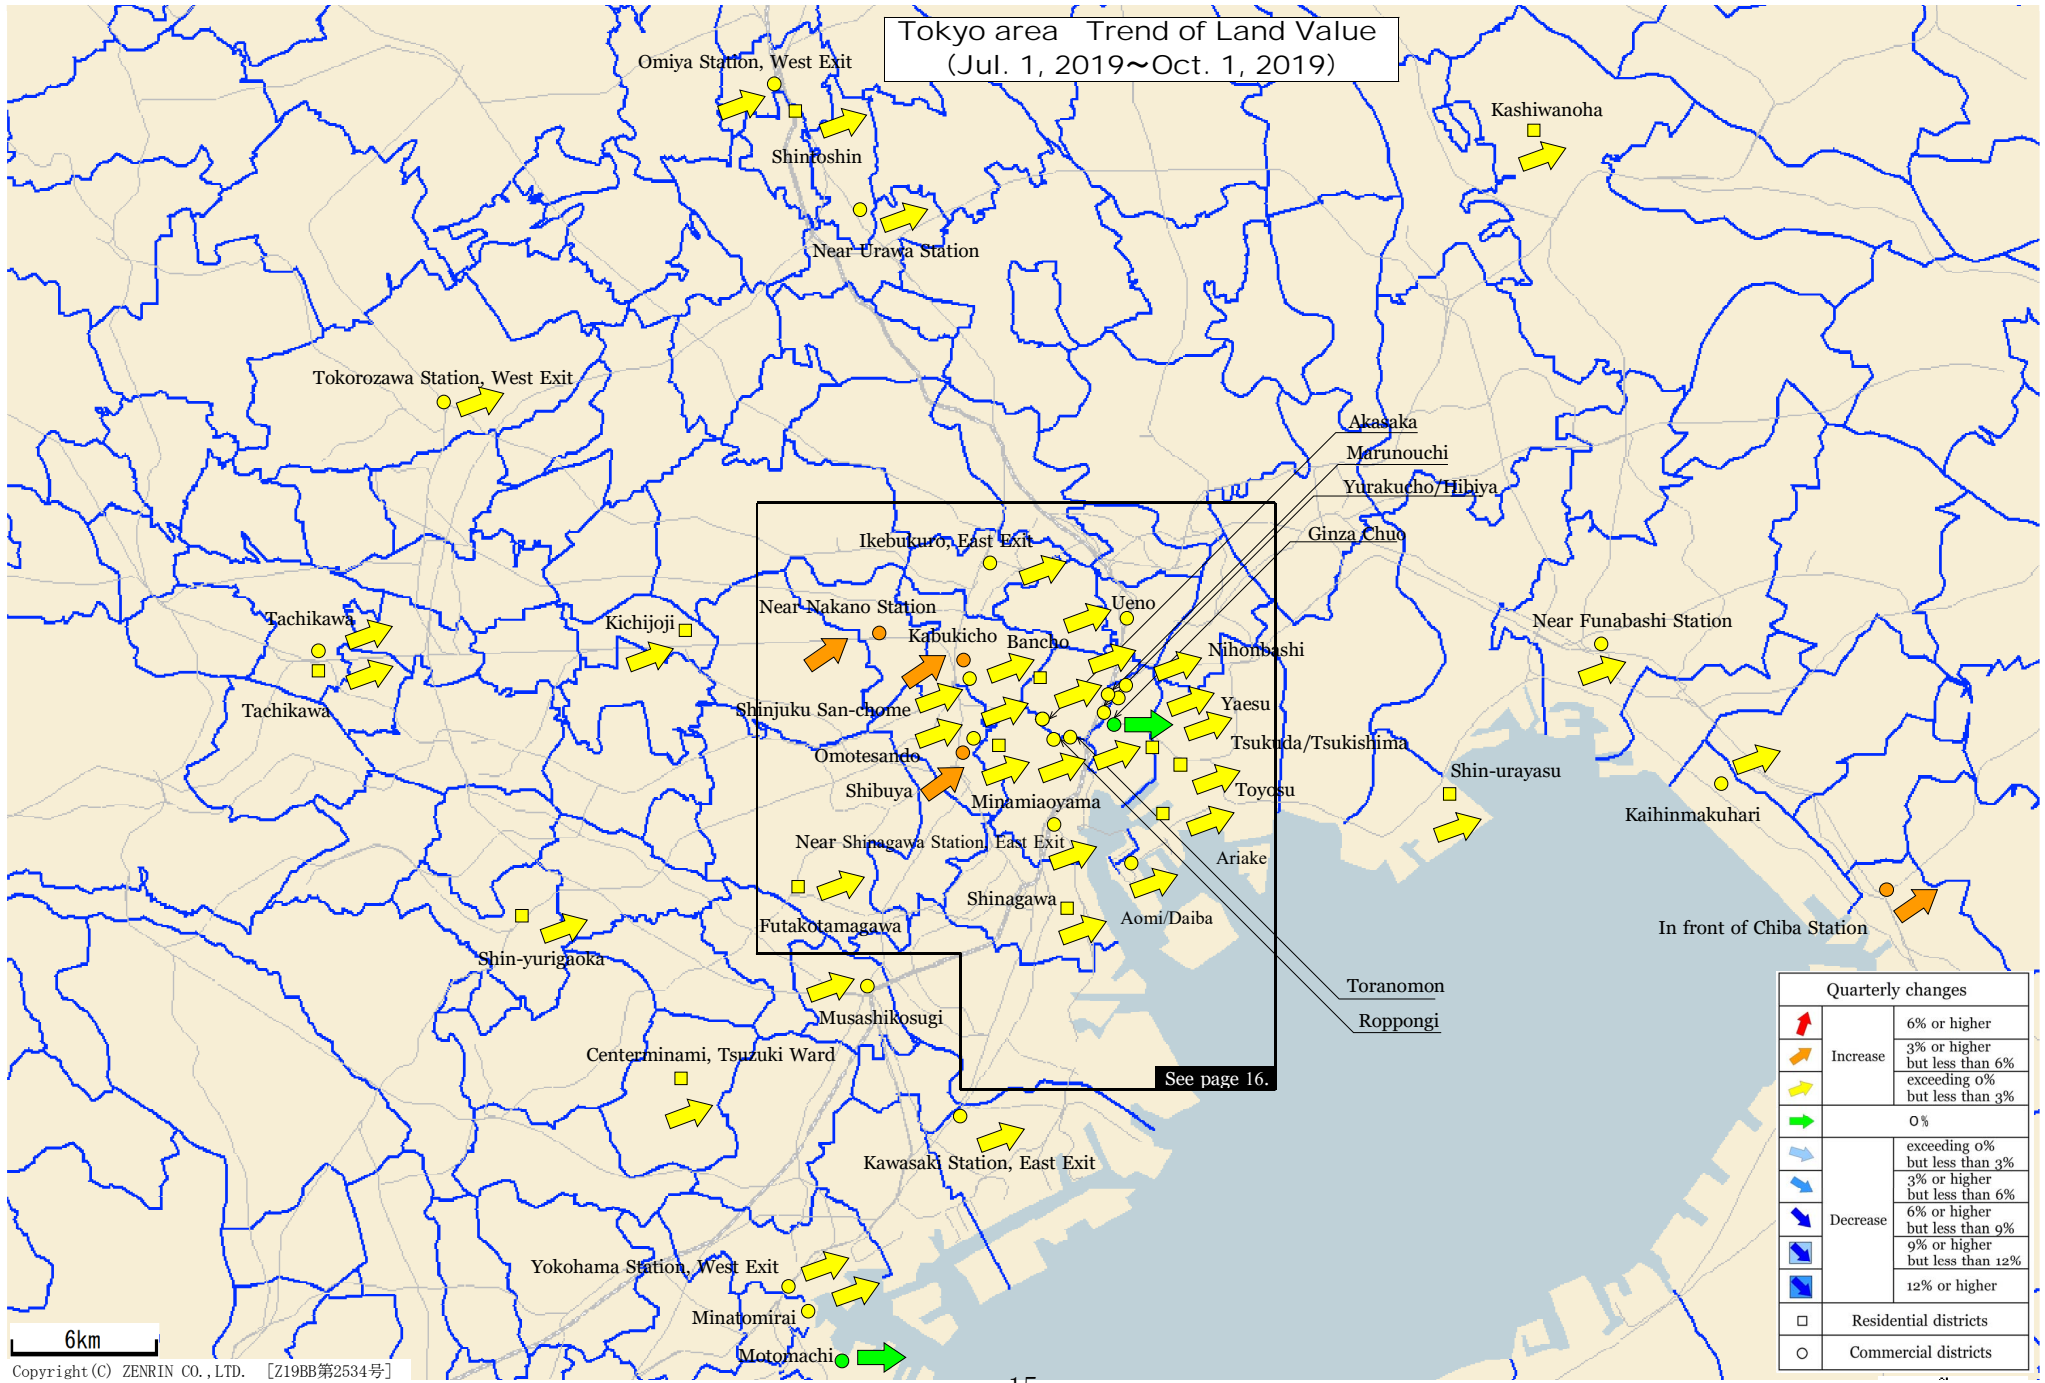 Tokyo area Trend of Land Value
(Jul. 1, 2019～Oct. 1, 2019)
Omiya Station, West Exit
Kashiwanoha
Shintoshin
Near Urawa Station
Tokorozawa Station, West Exit
Akasaka
Marunouchi
Yurakucho/Hibiya
Ginza Chuo
Ikebukuro, East Exit
Ueno
Near Nakano Station
Tachikawa
Kichijoji
Kabukicho
Bancho
Nihonbashi
Near Funabashi Station
Tachikawa
Shinjuku San-chome
Yaesu
Tsukuda/Tsukishima
Omotesando
Shibuya
Minamiaoyama
Toyosu
Shin-urayasu
Kaihinmakuhari
Near Shinagawa Station, East Exit
Ariake
Shinagawa
Aomi/Daiba
Futakotamagawa
In front of Chiba Station
Shin-yurigaoka
Toranomon
Roppongi
Musashikosugi
Centerminami, Tsuzuki Ward
See page 16.
Kawasaki Station, East Exit
Yokohama Station, West Exit
Minatomirai
Motomachi
Quarterly changes
Increase
6% or higher
3% or higher
but less than 6%
exceeding 0%
but less than 3%
0%
Decrease
exceeding 0%
but less than 3%
3% or higher
but less than 6%
6% or higher
but less than 9%
9% or higher
but less than 12%
12% or higher
Residential districts
Commercial districts
6km
Copyright(C) ZENRIN CO.,LTD. [Z19BB第2534号]